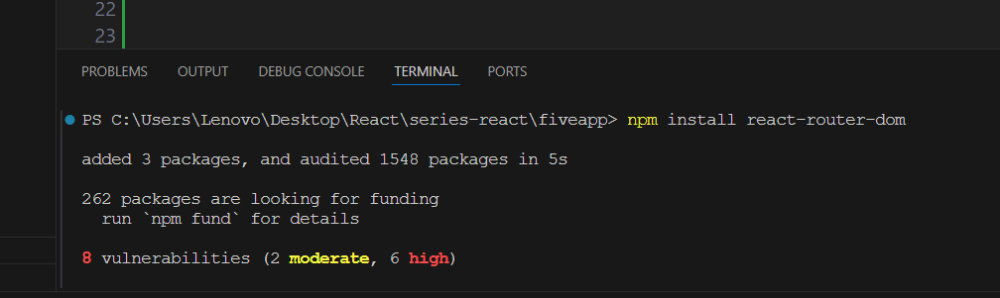 22
23
PROBLEMS OUTPUT DEBUG CONSOLE TERMINAL PORTS
PS C:\Users\Lenovo\Desktop\React\series-react\fiveapp> npm install react-router-dom
added 3 packages, and audited 1548 packages in 5s
262 packages are looking for funding
run `npm fund` for details
8 vulnerabilities (2 moderate, 6 high)